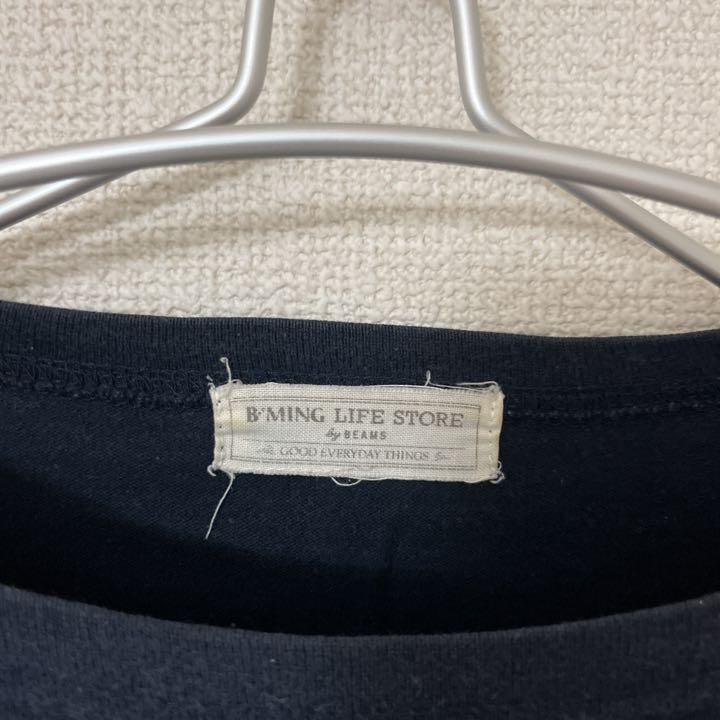 B·MING LIFE STORE
by BEAMS
GOOD EVERYDAY THINGS